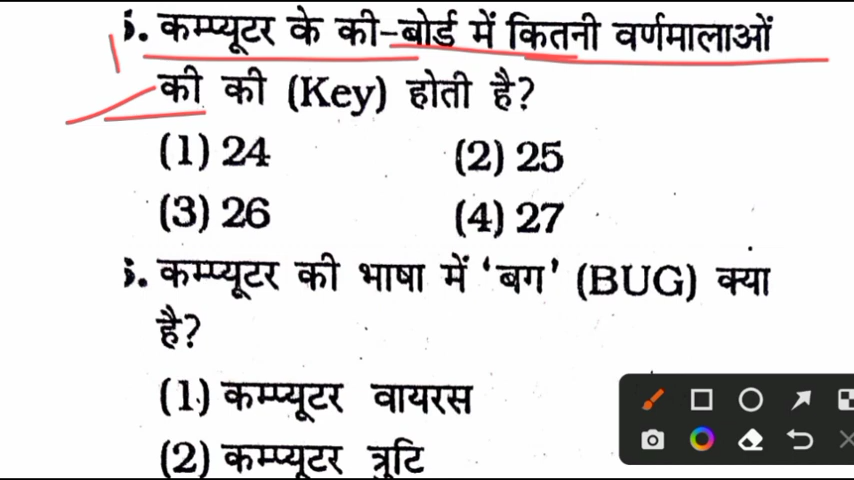 5. कम्प्यूटर के की-बोर्ड में कितनी वर्णमालाओं
की की (Key) होती है?
(1) 24 (2) 25
(3) 26 (4) 27
कम्प्यूटर की भाषा में ‘बग’ (BUG) क्या
है?
(1) कम्प्यूटर वायरस
(2) कम्प्यूटर त्रुटि